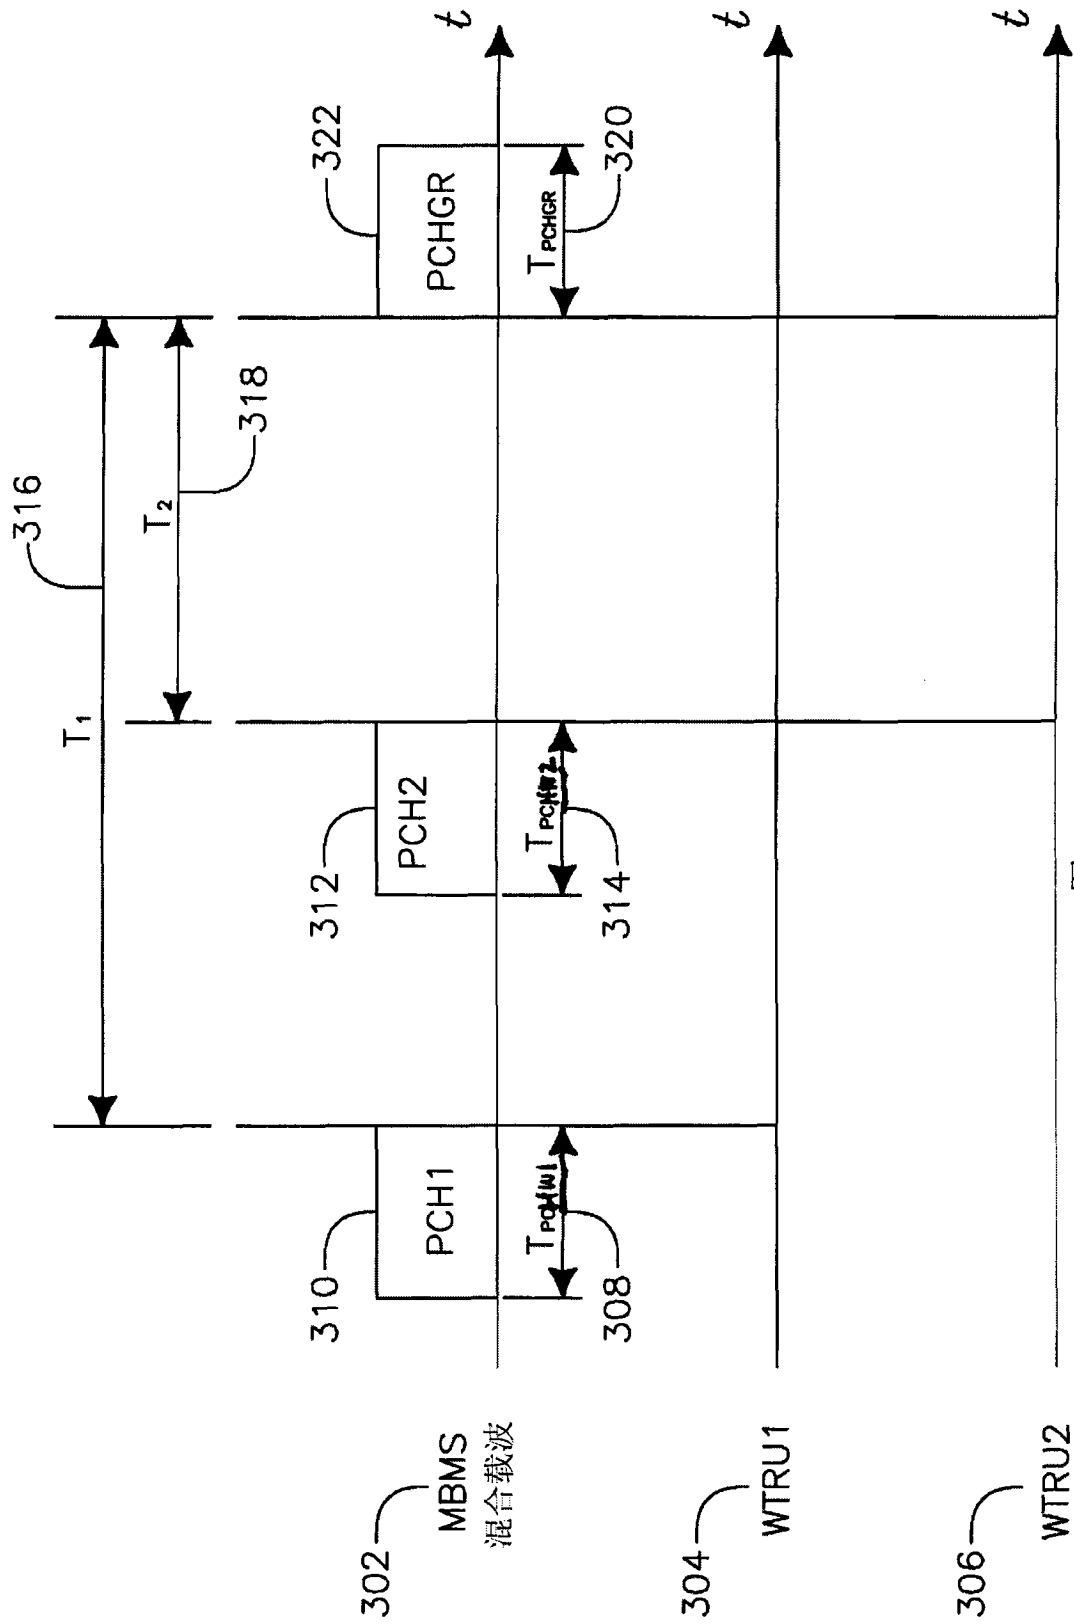 316
T₁
T₂
318
310
PCH1
312
PCH2
322
PCHGR
t
308
314
T PCHGR
320
302
MBMS
混合载波
304
WTRU1
t
306
WTRU2
t